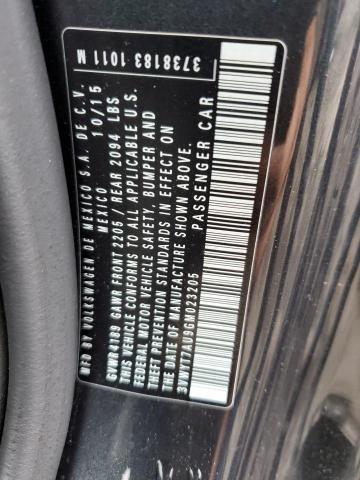 MFD BY VOLKSWAGEN DE MEXICO S.A. DE C.V.
MEXICO 10/15
GVWR 4189 GAWR FRONT 2205 / REAR 2094 LBS
THIS VEHICLE CONFORMS TO ALL APPLICABLE U.S.
FEDERAL MOTOR VEHICLE SAFETY, BUMPER AND
THEFT PREVENTION STANDARDS IN EFFECT ON
THE DATE OF MANUFACTURE SHOWN ABOVE.
3VWYT7AU9GM023205 PASSENGER CAR
3738183 1011 M